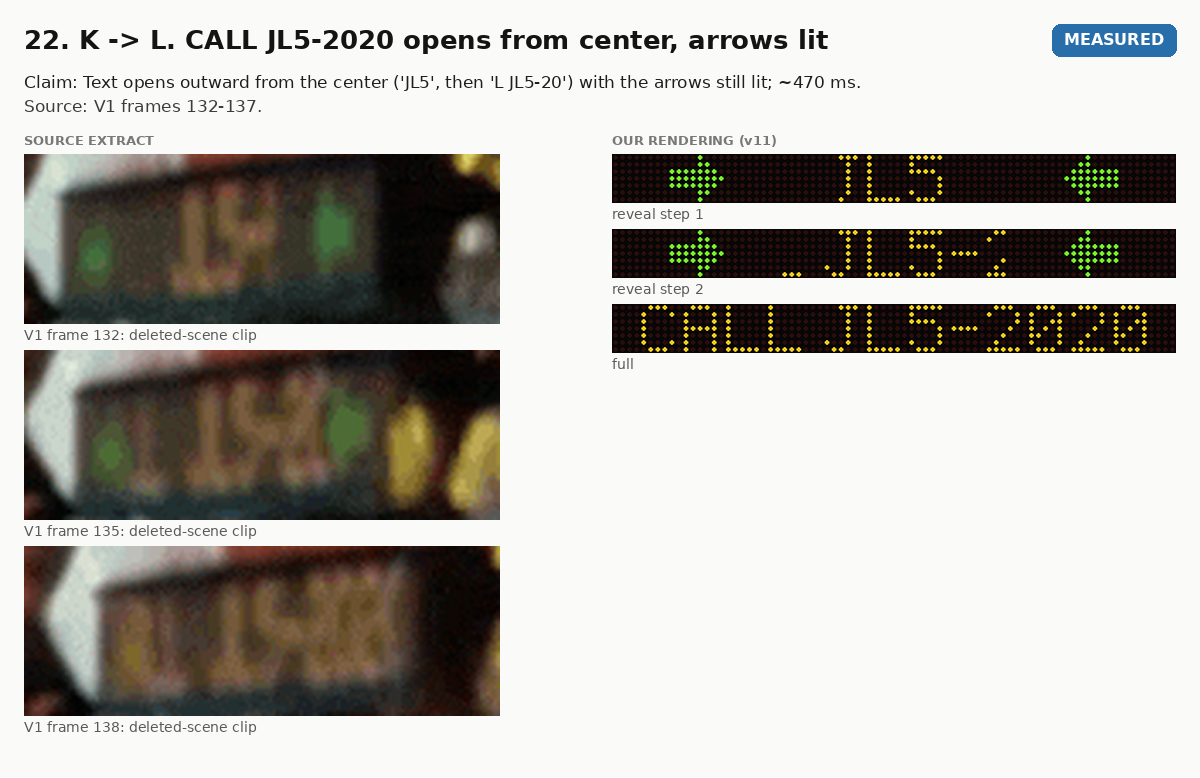 22. K -> L. CALL JL5-2020 opens from center, arrows lit
MEASURED
Claim: Text opens outward from the center ('JL5', then 'L JL5-20') with the arrows still lit; ~470 ms.
Source: V1 frames 132-137.
SOURCE EXTRACT
V1 frame 132: deleted-scene clip
V1 frame 135: deleted-scene clip
V1 frame 138: deleted-scene clip
OUR RENDERING (v11)
JL5
reveal step 1
JL5-
reveal step 2
CALL JL5-2020
full